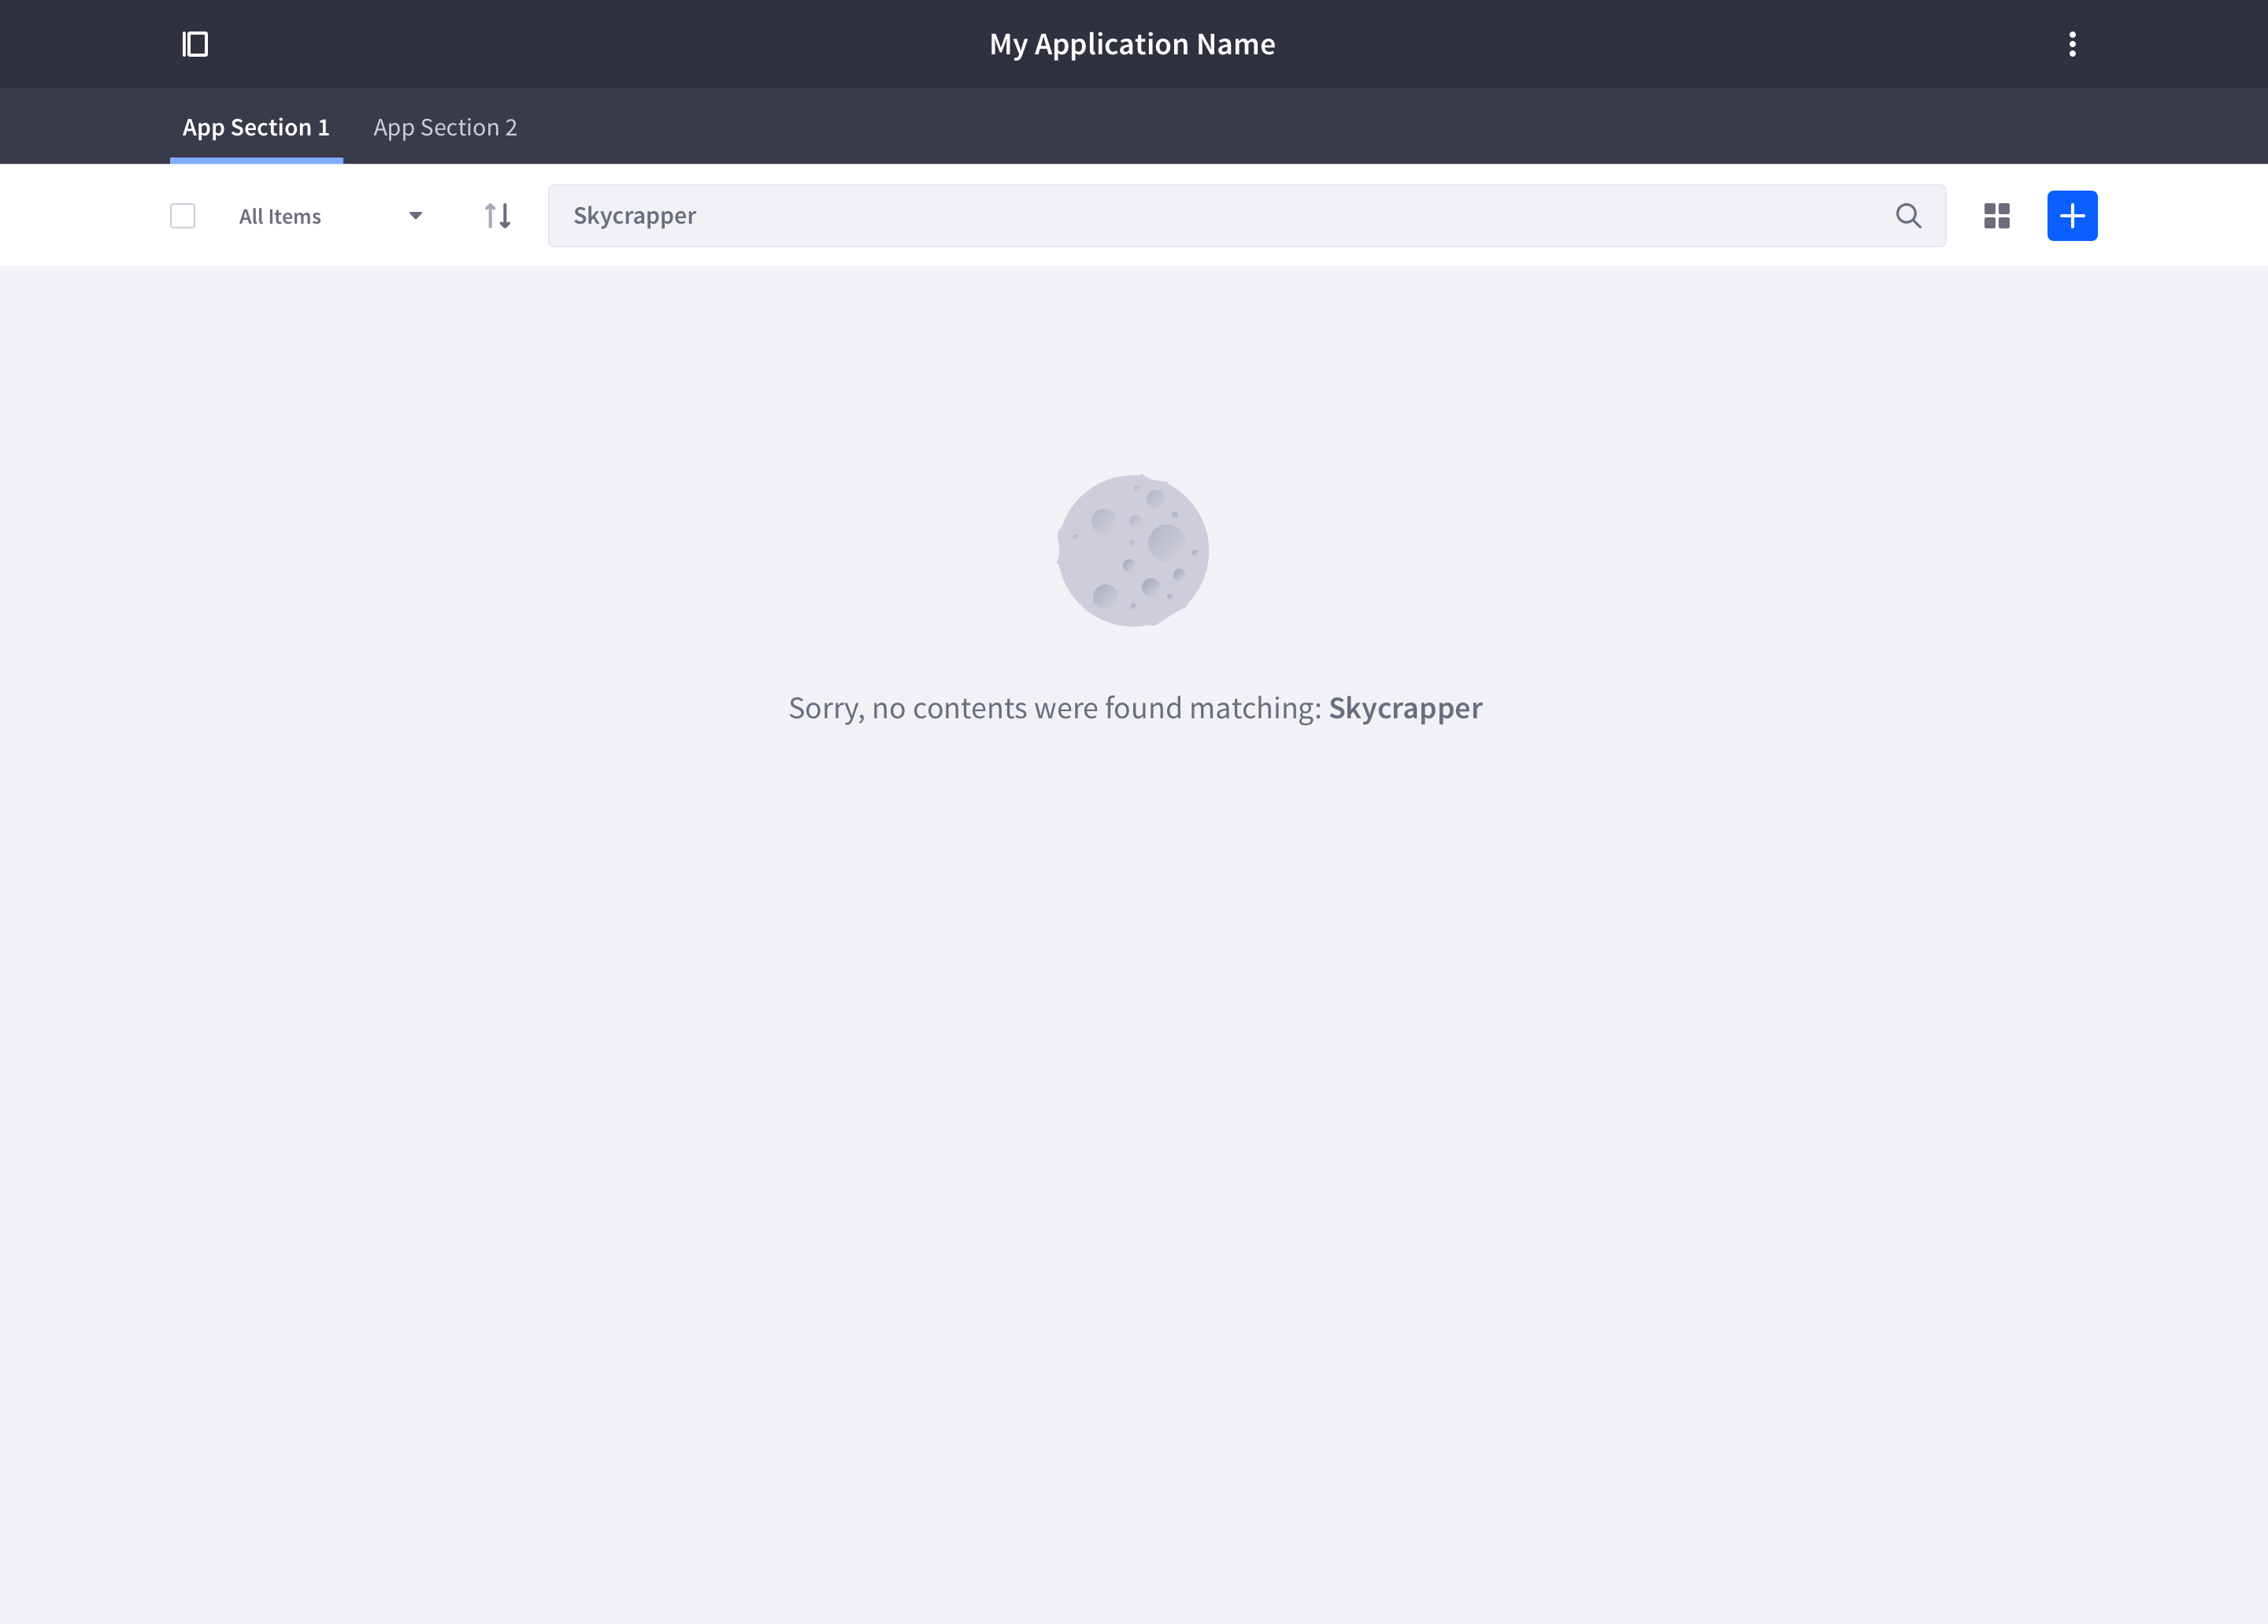 My Application Name
App Section 1 App Section 2
All Items Skycrapper
Sorry, no contents were found matching: Skycrapper